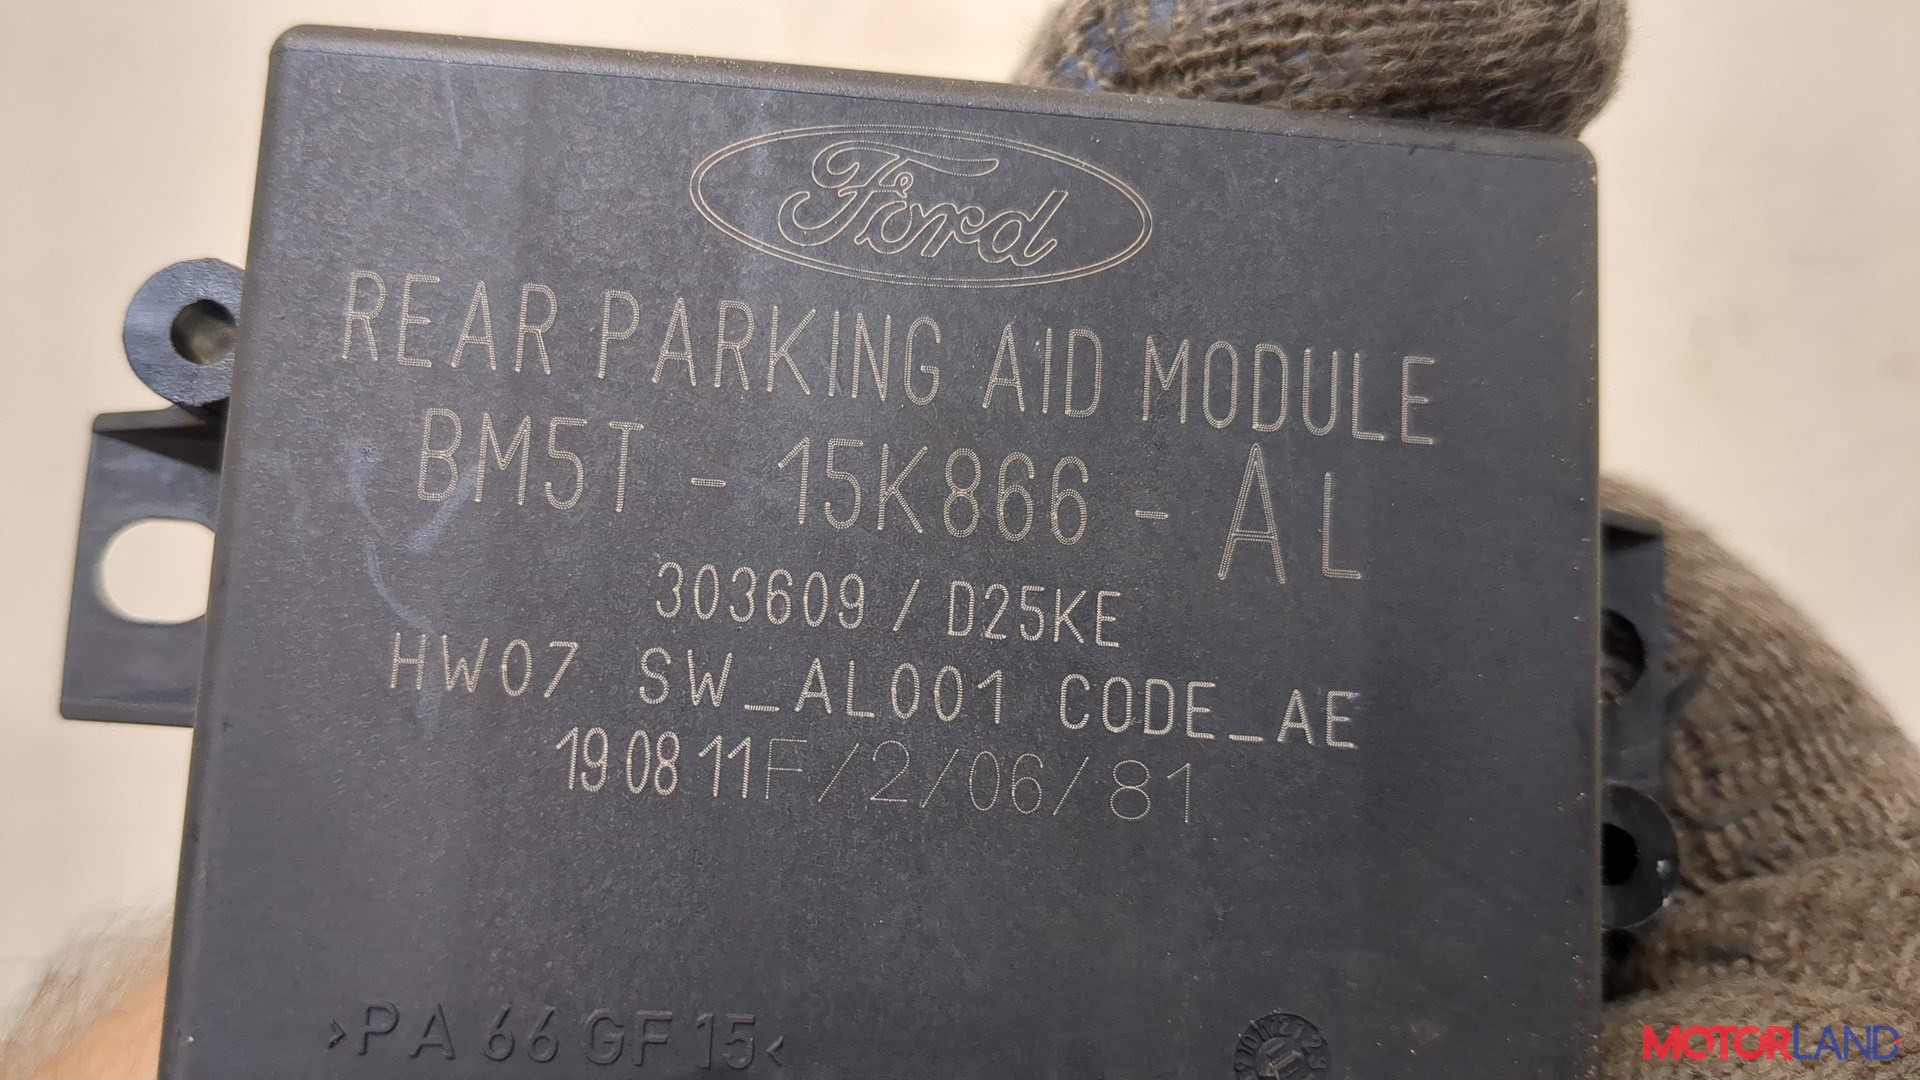 Ford
REAR PARKING AID MODULE
BM5T - 15K866 - AL
303609 / D25KE
HW07 SW_AL001 CODE_AE
19 08 11F/2/06/81
>PA 66 GF 15<
MOTORLAND